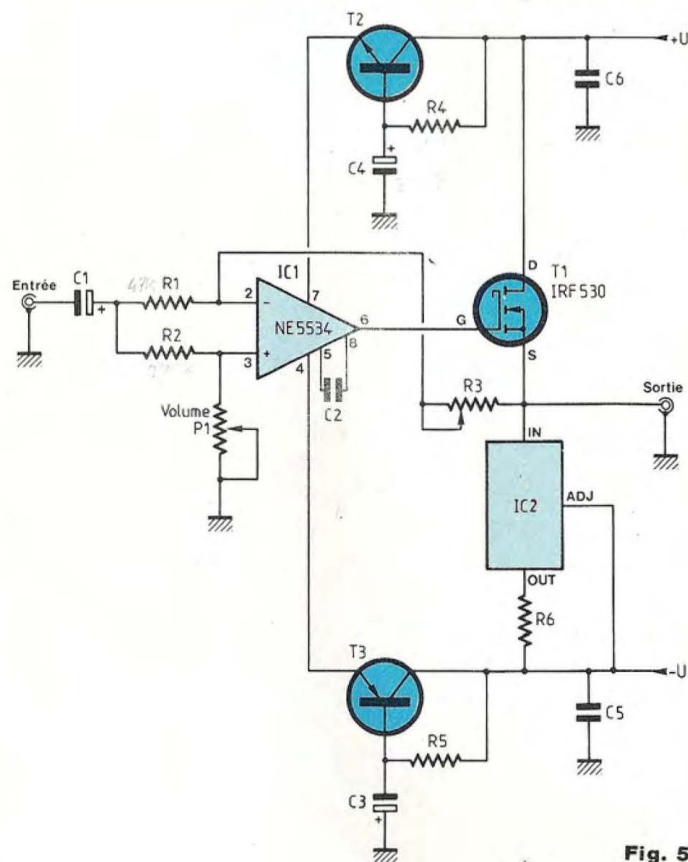 T2
+U
R4
C6
C4
+
IC1
T1
IRF530
D
Entrée
C1
+
47k
R1
2
-
7
NE5534
6
G
R2
3
+
4
5
8
C2
S
R3
Sortie
Volume
P1
IN
IC2
ADJ
OUT
R6
T3
-U
R5
C5
C3
+
Fig. 5